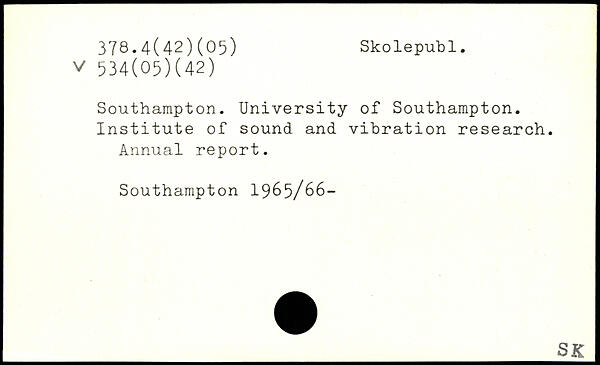 378.4(42)(05) Skolepubl.
V 534(05)(42)
Southampton. University of Southampton.
Institute of sound and vibration research.
Annual report.
Southampton 1965/66-
SK